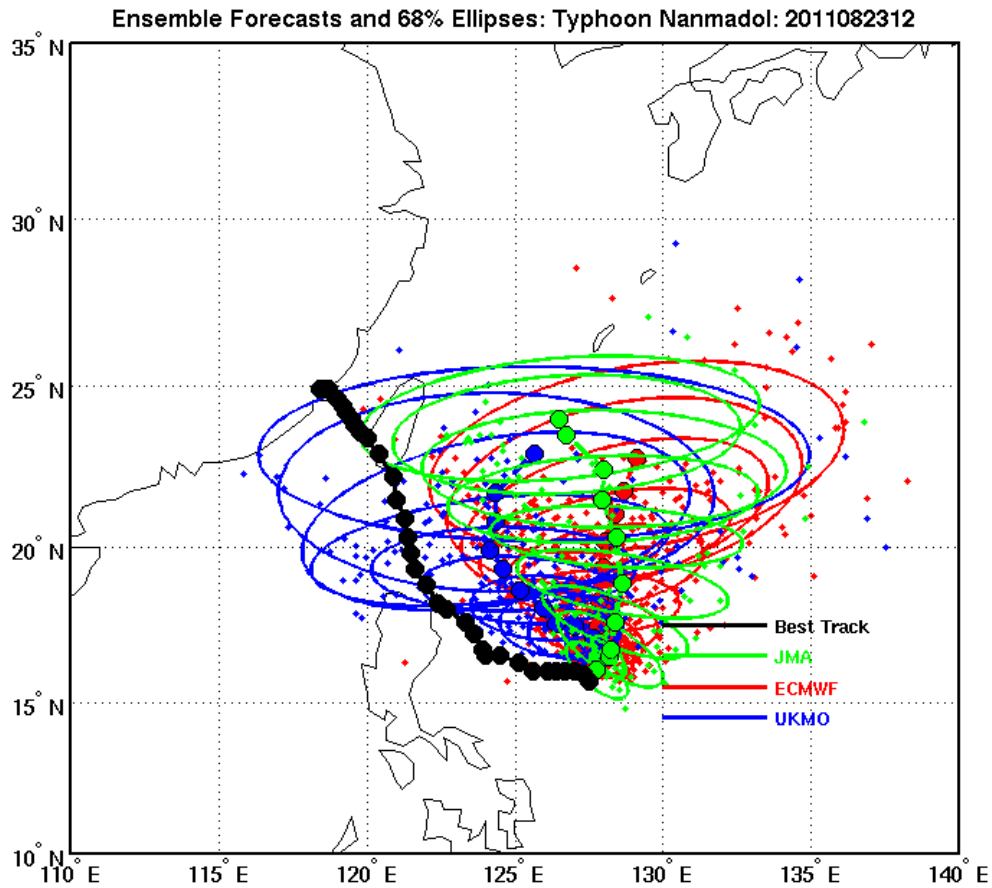 Ensemble Forecasts and 68% Ellipses: Typhoon Nanmadol: 2011082312
35° N
30° N
25° N
20° N
15° N
10° N
Best Track
JMA
ECMWF
UKMO
110° E
115° E
120° E
125° E
130° E
135° E
140° E